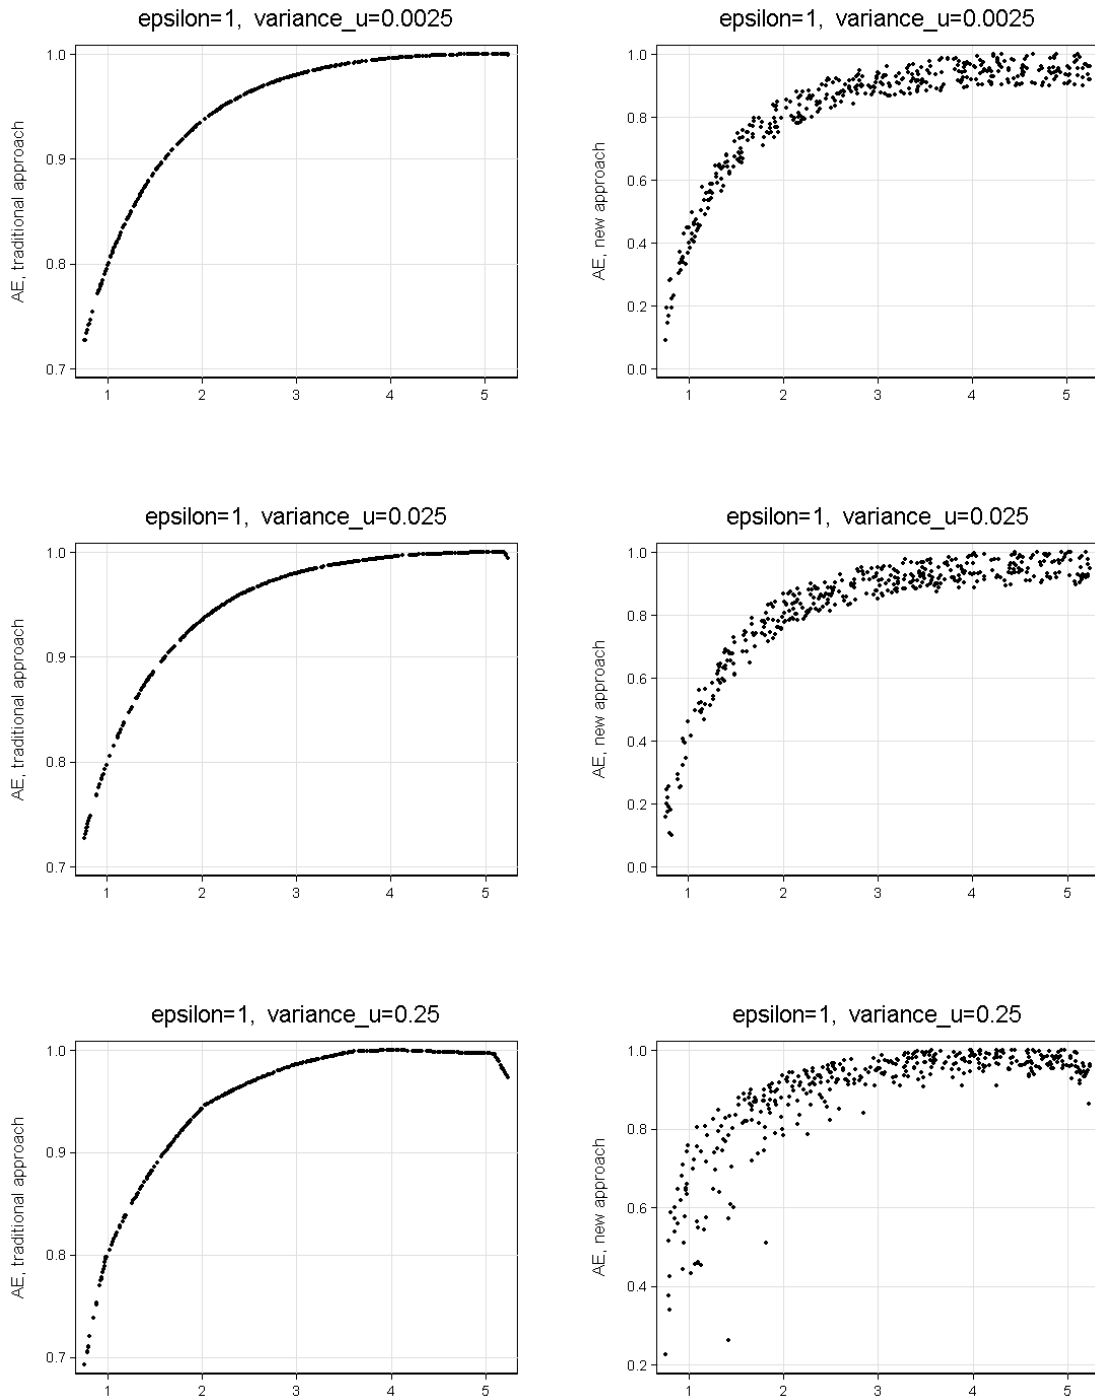 epsilon=1, variance_u=0.0025
AE, traditional approach
1.0
0.9
0.8
0.7
1 2 3 4 5
epsilon=1, variance_u=0.0025
AE, new approach
1.0
0.8
0.6
0.4
0.2
0.0
1 2 3 4 5
epsilon=1, variance_u=0.025
AE, traditional approach
1.0
0.9
0.8
0.7
1 2 3 4 5
epsilon=1, variance_u=0.025
AE, new approach
1.0
0.8
0.6
0.4
0.2
0.0
1 2 3 4 5
epsilon=1, variance_u=0.25
AE, traditional approach
1.0
0.9
0.8
0.7
1 2 3 4 5
epsilon=1, variance_u=0.25
AE, new approach
1.0
0.8
0.6
0.4
0.2
1 2 3 4 5